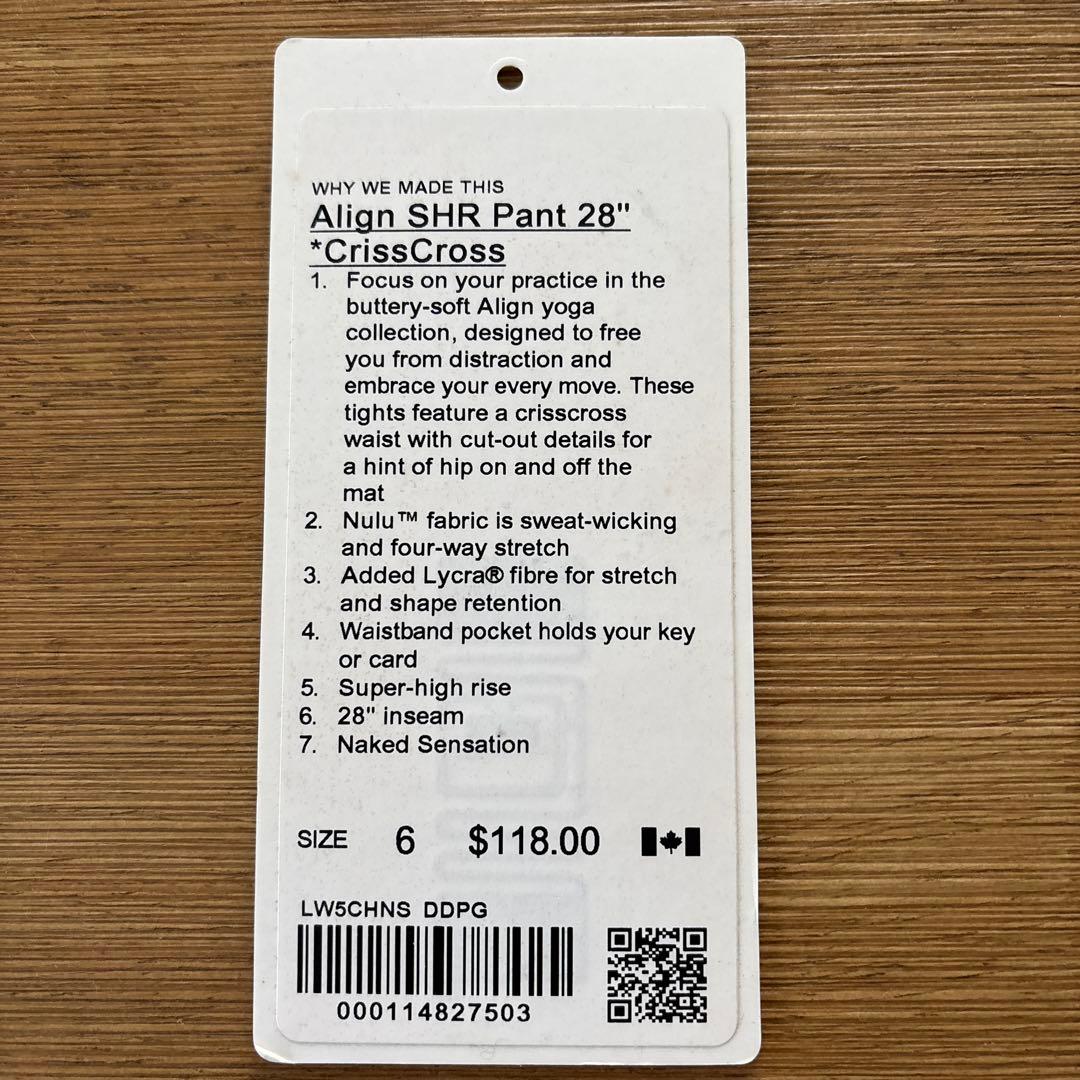 WHY WE MADE THIS
Align SHR Pant 28"
*CrissCross
1. Focus on your practice in the
buttery-soft Align yoga
collection, designed to free
you from distraction and
embrace your every move. These
tights feature a crisscross
waist with cut-out details for
a hint of hip on and off the
mat
2. Nulu™ fabric is sweat-wicking
and four-way stretch
3. Added Lycra® fibre for stretch
and shape retention
4. Waistband pocket holds your key
or card
5. Super-high rise
6. 28" inseam
7. Naked Sensation
SIZE 6 $118.00
LW5CHNS DDPG
000114827503